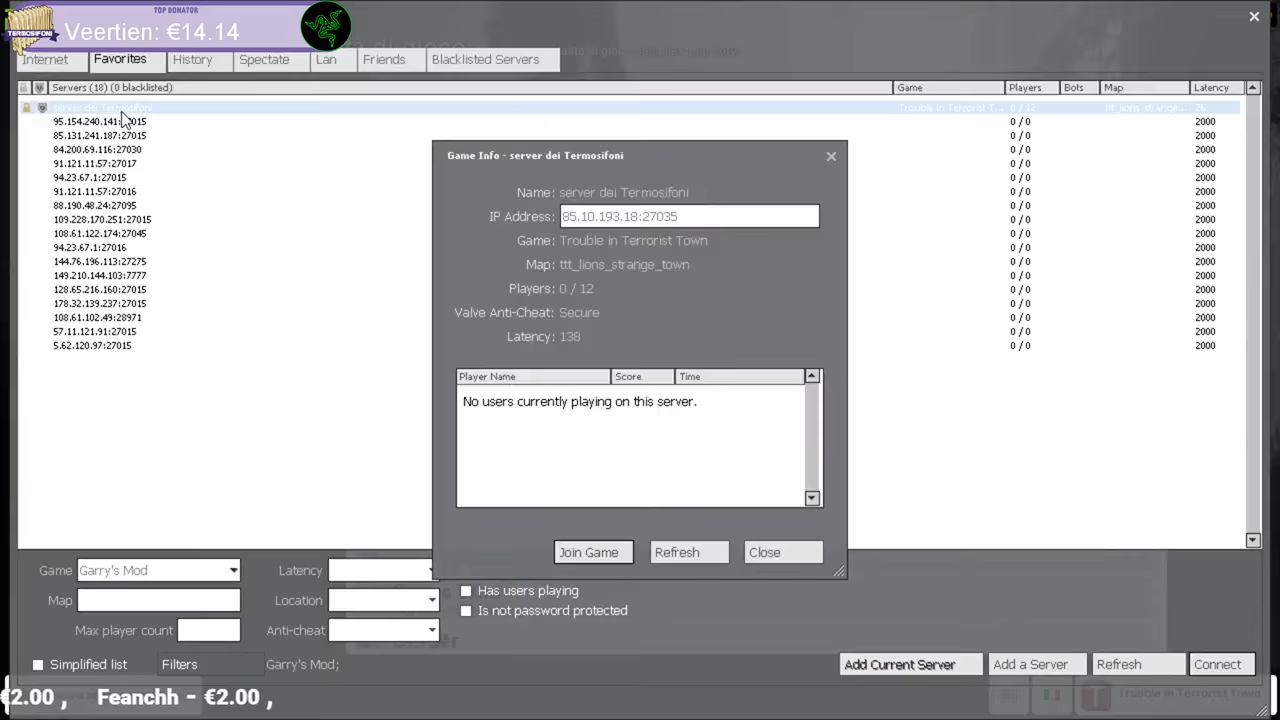 TOP DONATOR
TERMOSIFONI
Veertien: €14.14
Internet
Favorites
History
Spectate
Lan
Friends
Blacklisted Servers
Servers (18) (0 blacklisted)
Game
Players
Bots
Map
Latency
server dei Termosifoni
Trouble in Terrorist T...
0 / 12
ttt_lions_strange...
26
95.154.240.141:27015
0 / 0
2000
85.131.241.187:27015
0 / 0
2000
84.200.69.116:27030
0 / 0
2000
91.121.11.57:27017
0 / 0
2000
94.23.67.1:27015
0 / 0
2000
91.121.11.57:27016
0 / 0
2000
88.190.48.24:27095
0 / 0
2000
109.228.170.251:27015
0 / 0
2000
108.61.122.174:27045
0 / 0
2000
94.23.67.1:27016
0 / 0
2000
144.76.196.113:27275
0 / 0
2000
149.210.144.103:7777
0 / 0
2000
128.65.216.160:27015
0 / 0
2000
178.32.139.237:27015
0 / 0
2000
108.61.102.49:28971
0 / 0
2000
57.11.121.91:27015
0 / 0
2000
5.62.120.97:27015
0 / 0
2000
Game Info - server dei Termosifoni
Name: server dei Termosifoni
IP Address: 85.10.193.18:27035
Game: Trouble in Terrorist Town
Map: ttt_lions_strange_town
Players: 0 / 12
Valve Anti-Cheat: Secure
Latency: 138
Player Name
Score
Time
No users currently playing on this server.
Join Game
Refresh
Close
Game
Garry's Mod
Latency
Has users playing
Map
Location
Is not password protected
Max player count
Anti-cheat
Simplified list
Filters
Garry's Mod;
Add Current Server
Add a Server
Refresh
Connect
€2.00 , Feanchh - €2.00 ,
Trouble in Terrorist Town